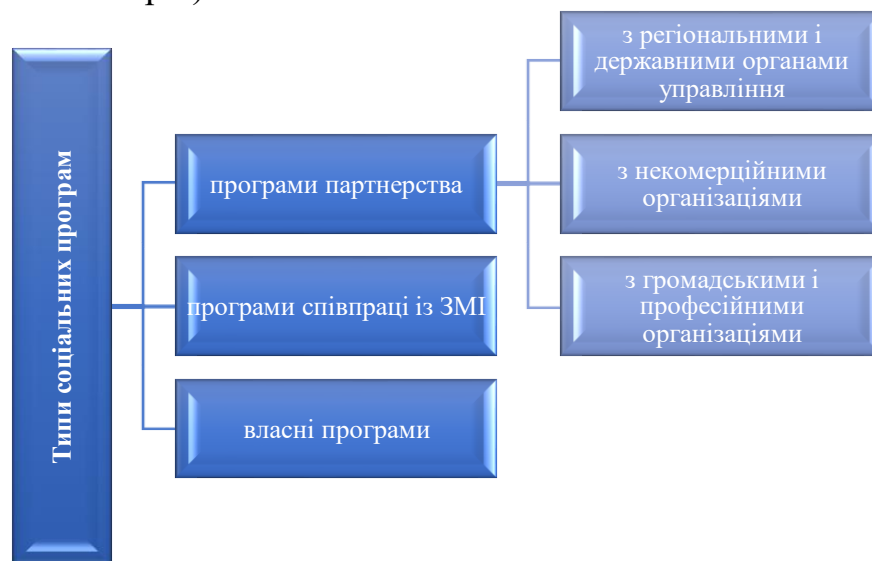 Типи соціальних програм
програми партнерства
програми співпраці із ЗМІ
власні програми
з регіональними і
державними органами
управління
з некомерційними
організаціями
з громадськими і
професійними
організаціями